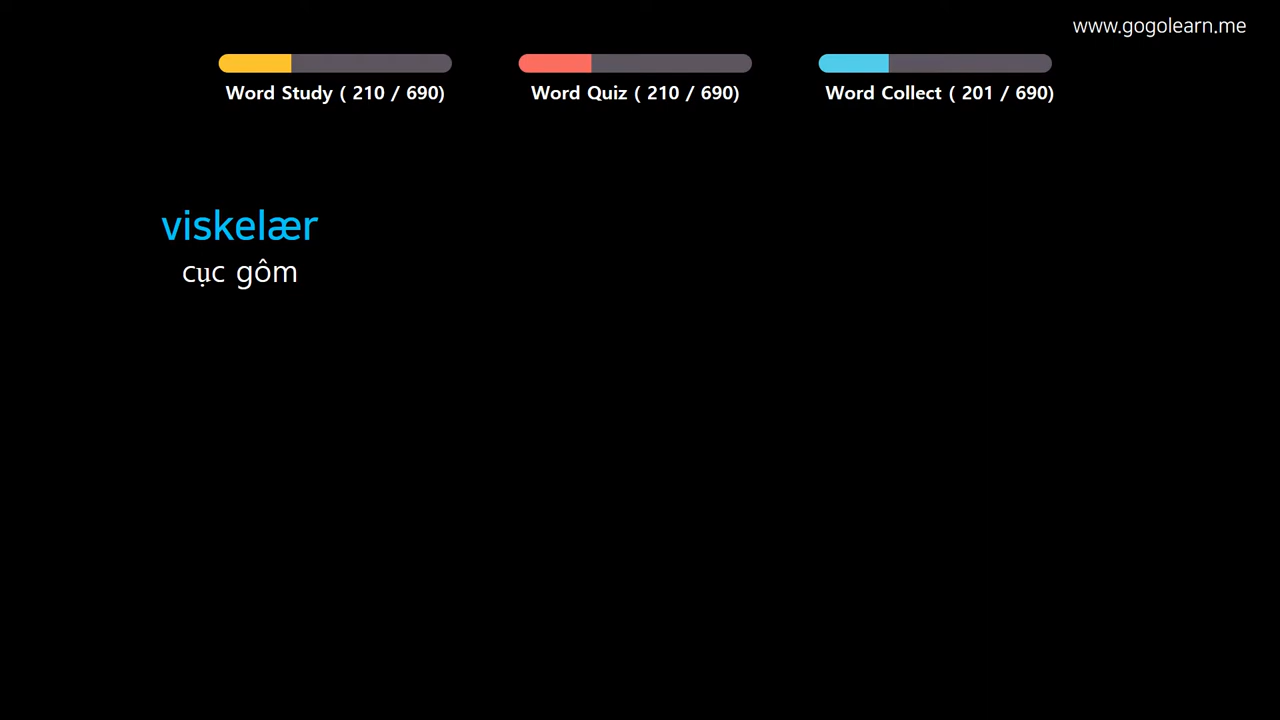 www.gogolearn.me
Word Study ( 210 / 690)
Word Quiz ( 210 / 690)
Word Collect ( 201 / 690)
viskelær
cục gôm